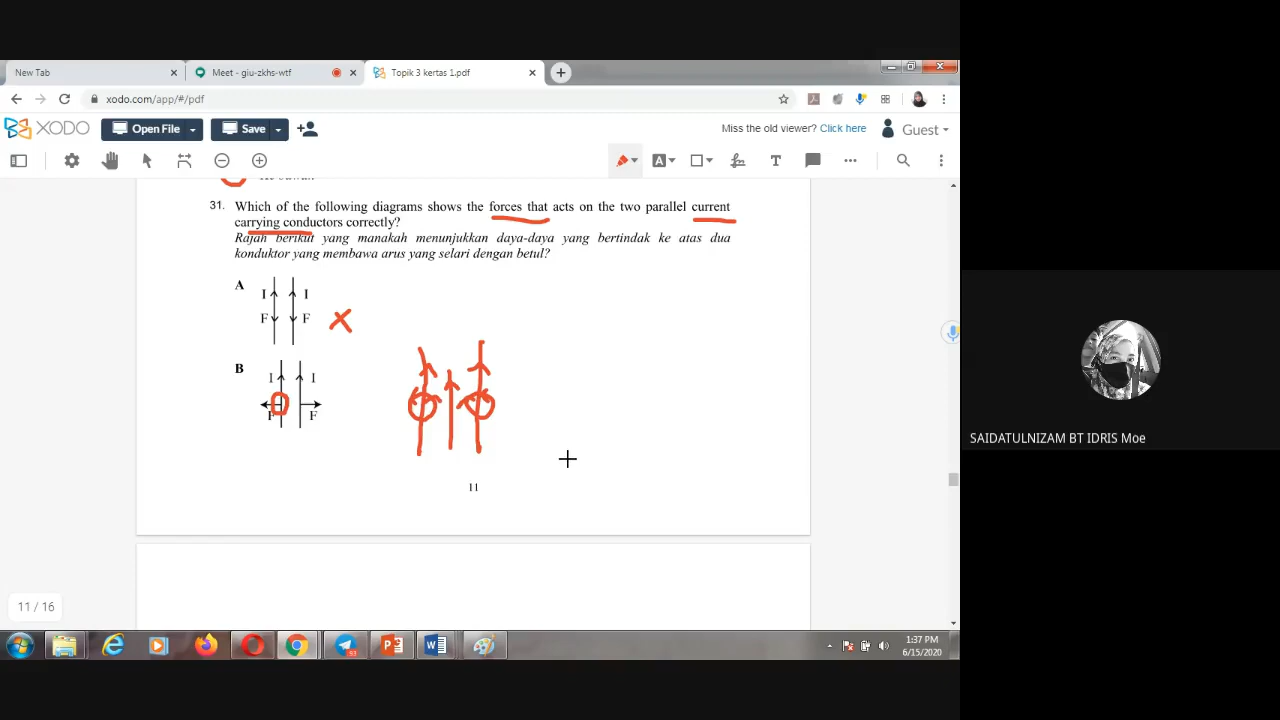 New Tab
Meet - giu-zkhs-wtf
Topik 3 kertas 1.pdf
xodo.com/app/#/pdf
XODO
Open File
Save
Miss the old viewer? Click here
Guest
31. Which of the following diagrams shows the forces that acts on the two parallel current
carrying conductors correctly?
Rajah berikut yang manakah menunjukkan daya-daya yang bertindak ke atas dua
konduktor yang membawa arus yang selari dengan betul?
A
I I
F F
B
I I
F F
11
11 / 16
SAIDATULNIZAM BT IDRIS Moe
1:37 PM
6/15/2020